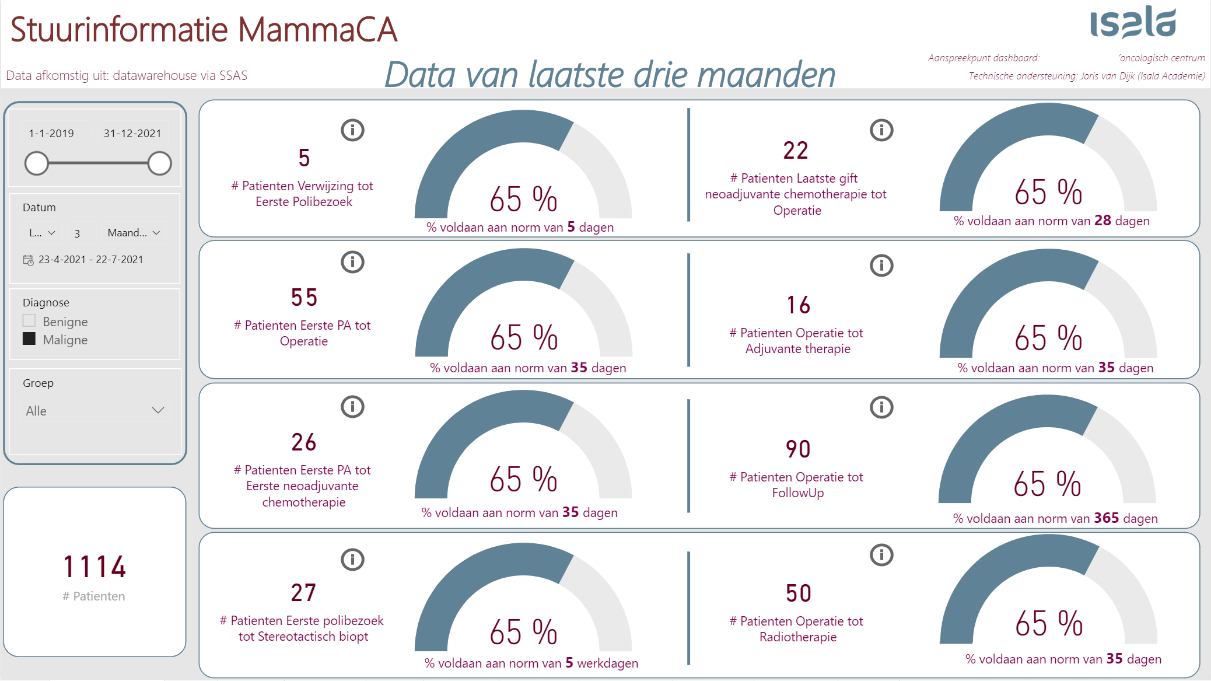 Stuurinformatie MammaCA
Isala
Data afkomstig uit: datawarehouse via SSAS
Data van laatste drie maanden
Aanspreekpunt dashboard: 'oncologisch centrum
Technische ondersteuning: Joris van Dijk (Isala Academie)
1-1-2019 31-12-2021
Datum
L... 3 Maand...
23-4-2021 - 22-7-2021
Diagnose
Benigne
Maligne
Groep
Alle
1114
# Patienten
5
# Patienten Verwijzing tot
Eerste Polibezoek
65 %
% voldaan aan norm van 5 dagen
22
# Patienten Laatste gift
neoadjuvante chemotherapie tot
Operatie
65 %
% voldaan aan norm van 28 dagen
55
# Patienten Eerste PA tot
Operatie
65 %
% voldaan aan norm van 35 dagen
16
# Patienten Operatie tot
Adjuvante therapie
65 %
% voldaan aan norm van 35 dagen
26
# Patienten Eerste PA tot
Eerste neoadjuvante
chemotherapie
65 %
% voldaan aan norm van 35 dagen
90
# Patienten Operatie tot
FollowUp
65 %
% voldaan aan norm van 365 dagen
27
# Patienten Eerste polibezoek
tot Stereotactisch biopt
65 %
% voldaan aan norm van 5 werkdagen
50
# Patienten Operatie tot
Radiotherapie
65 %
% voldaan aan norm van 35 dagen